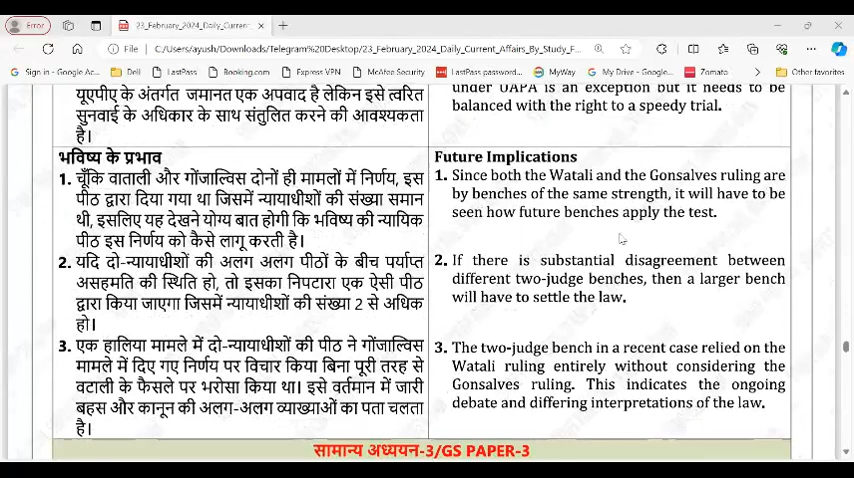 Error
23_February_2024_Daily_Current
File
C:/Users/ayush/Downloads/Telegram%20Desktop/23_February_2024_Daily_Current_Affairs_By_Study_F...
Sign in - Google Ac...
Dell
LastPass
Booking.com
Express VPN
McAfee Security
LastPass password...
MyWay
My Drive - Google...
Zomato
Other favorites
यूएपीए के अंतर्गत जमानत एक अपवाद है लेकिन इसे त्वरित
सुनवाई के अधिकार के साथ संतुलित करने की आवश्यकता
है।
under UAPA is an exception but it needs to be
balanced with the right to a speedy trial.
भविष्य के प्रभाव
1. चूँकि वाताली और गोंजाल्विस दोनों ही मामलों में निर्णय, इस
पीठ द्वारा दिया गया था जिसमें न्यायाधीशों की संख्या समान
थी, इसलिए यह देखने योग्य बात होगी कि भविष्य की न्यायिक
पीठ इस निर्णय को कैसे लागू करती है।
2. यदि दो-न्यायाधीशों की अलग अलग पीठों के बीच पर्याप्त
असहमति की स्थिति हो, तो इसका निपटारा एक ऐसी पीठ
द्वारा किया जाएगा जिसमें न्यायाधीशों की संख्या 2 से अधिक
हो।
3. एक हालिया मामले में दो-न्यायाधीशों की पीठ ने गोंजाल्विस
मामले में दिए गए निर्णय पर विचार किया बिना पूरी तरह से
वटाली के फैसले पर भरोसा किया था। इसे वर्तमान में जारी
बहस और कानून की अलग-अलग व्याख्याओं का पता चलता
है।
Future Implications
1. Since both the Watali and the Gonsalves ruling are
by benches of the same strength, it will have to be
seen how future benches apply the test.
2. If there is substantial disagreement between
different two-judge benches, then a larger bench
will have to settle the law.
3. The two-judge bench in a recent case relied on the
Watali ruling entirely without considering the
Gonsalves ruling. This indicates the ongoing
debate and differing interpretations of the law.
सामान्य अध्ययन-3/GS PAPER-3